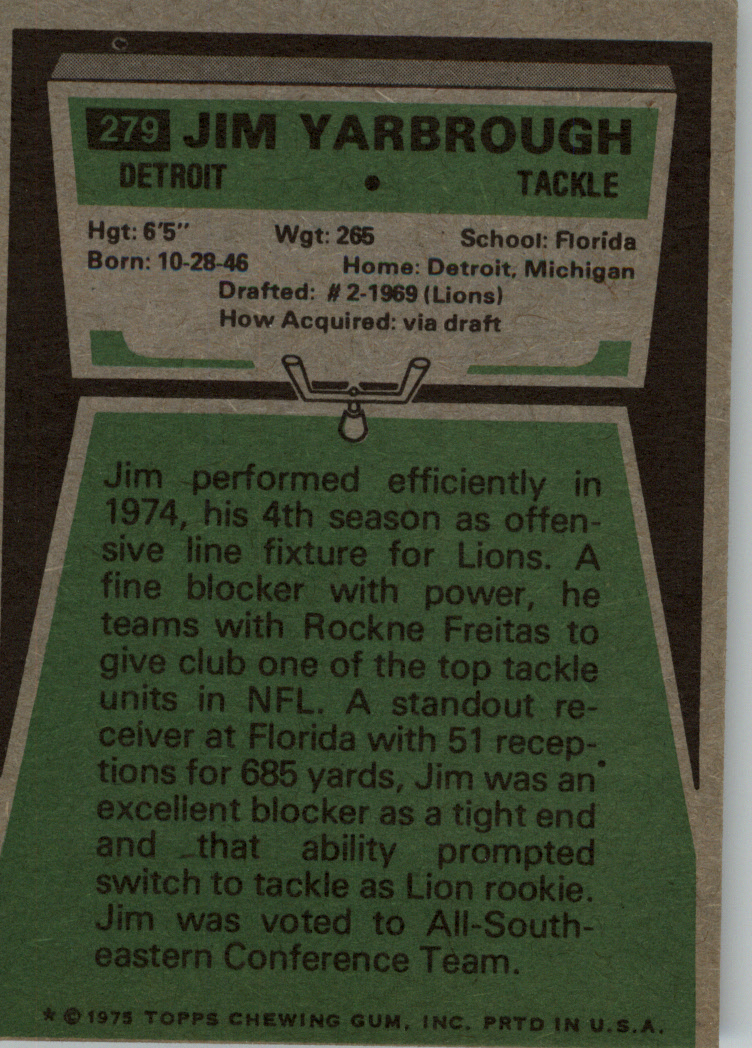 279 JIM YARBROUGH
DETROIT • TACKLE
Hgt: 6'5" Wgt: 265 School: Florida
Born: 10-28-46 Home: Detroit, Michigan
Drafted: # 2-1969 (Lions)
How Acquired: via draft
Jim performed efficiently in
1974, his 4th season as offen-
sive line fixture for Lions. A
fine blocker with power, he
teams with Rockne Freitas to
give club one of the top tackle
units in NFL. A standout re-
ceiver at Florida with 51 recep-
tions for 685 yards, Jim was an
excellent blocker as a tight end
and that ability prompted
switch to tackle as Lion rookie.
Jim was voted to All-South-
eastern Conference Team.
* © 1975 TOPPS CHEWING GUM, INC. PRTD IN U.S.A.